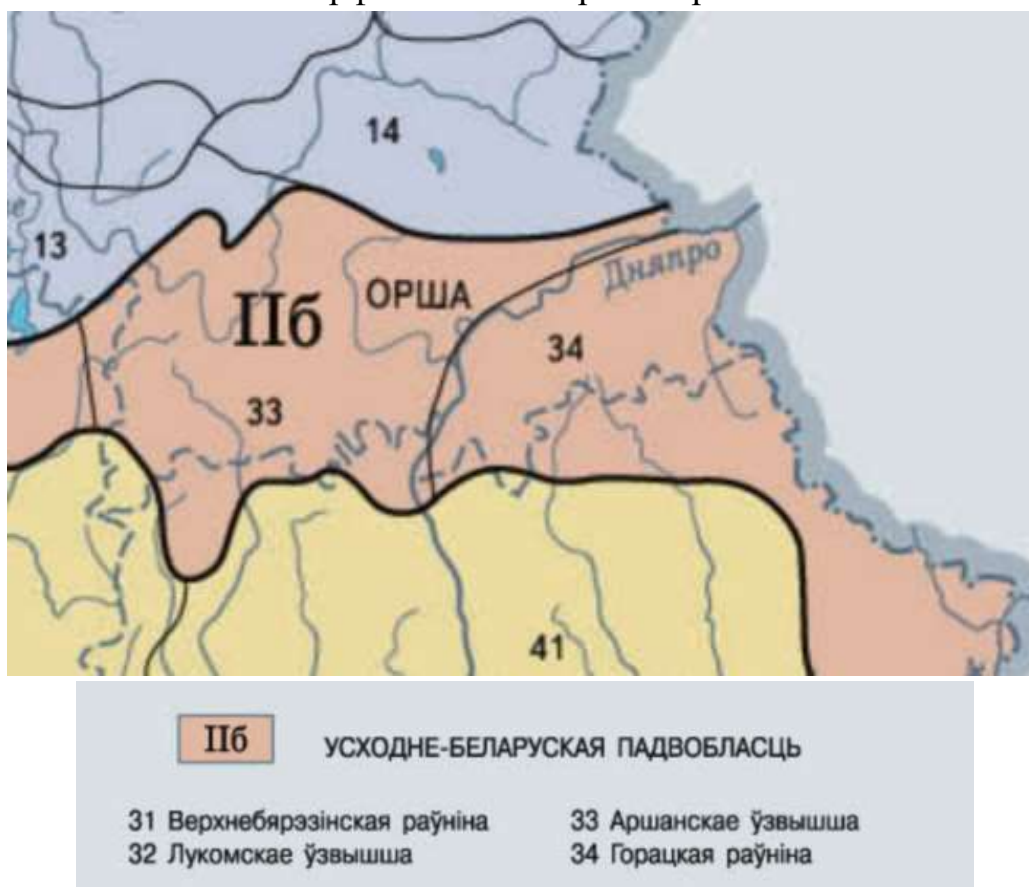 14
13
IIб
ОРША
Дняпро
34
33
41
IIб УСХОДНЕ-БЕЛАРУСКАЯ ПАДВОБЛАСЦЬ
31 Верхнебярэзінская раўніна
33 Аршанскае ўзвышша
32 Лукомскае ўзвышша
34 Горацкая раўніна